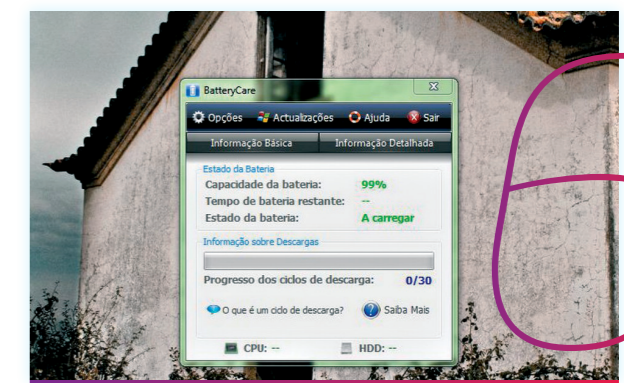 BatteryCare
Opções Actualizações Ajuda Sair
Informação Básica Informação Detalhada
Estado da Bateria
Capacidade da bateria: 99%
Tempo de bateria restante: --
Estado da bateria: A carregar
Informação sobre Descargas
Progresso dos ciclos de descarga: 0/30
O que é um ciclo de descarga? Saiba Mais
CPU: -- HDD: --